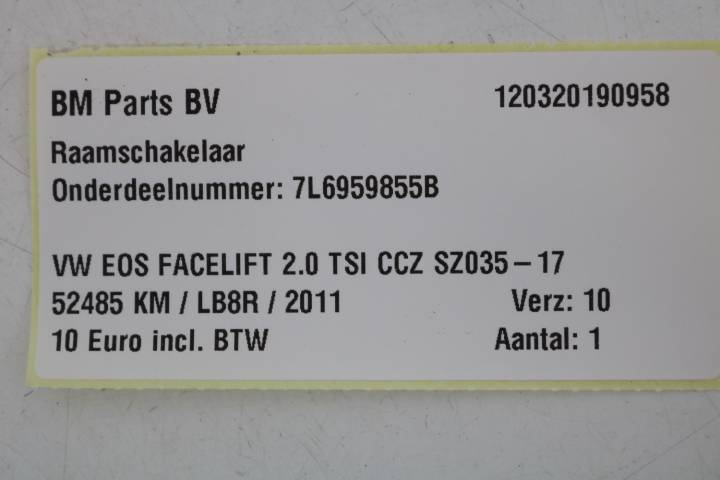 BM Parts BV 120320190958
Raamschakelaar
Onderdeelnummer: 7L6959855B
VW EOS FACELIFT 2.0 TSI CCZ SZ035 – 17
52485 KM / LB8R / 2011 Verz: 10
10 Euro incl. BTW Aantal: 1